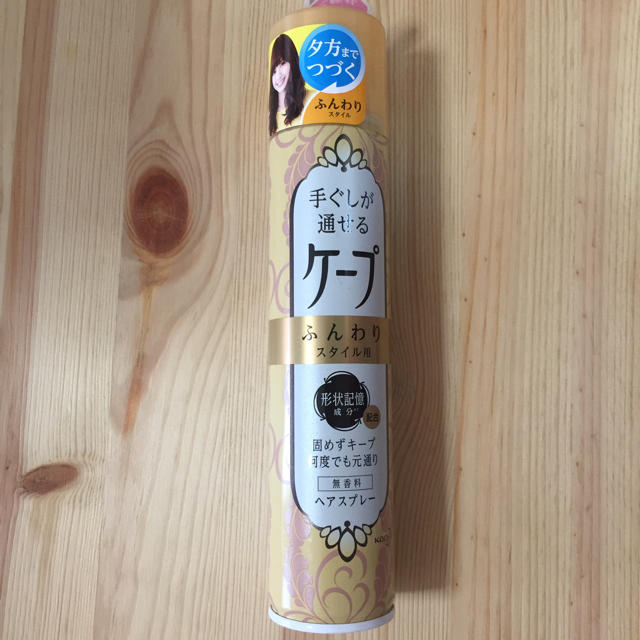 夕方まで
つづく
ふんわり
スタイル
手ぐしが
通せる
ケープ
ふんわり
スタイル用
形状記憶
成分
配合
固めずキープ
何度でも元通り
無香料
ヘアスプレー